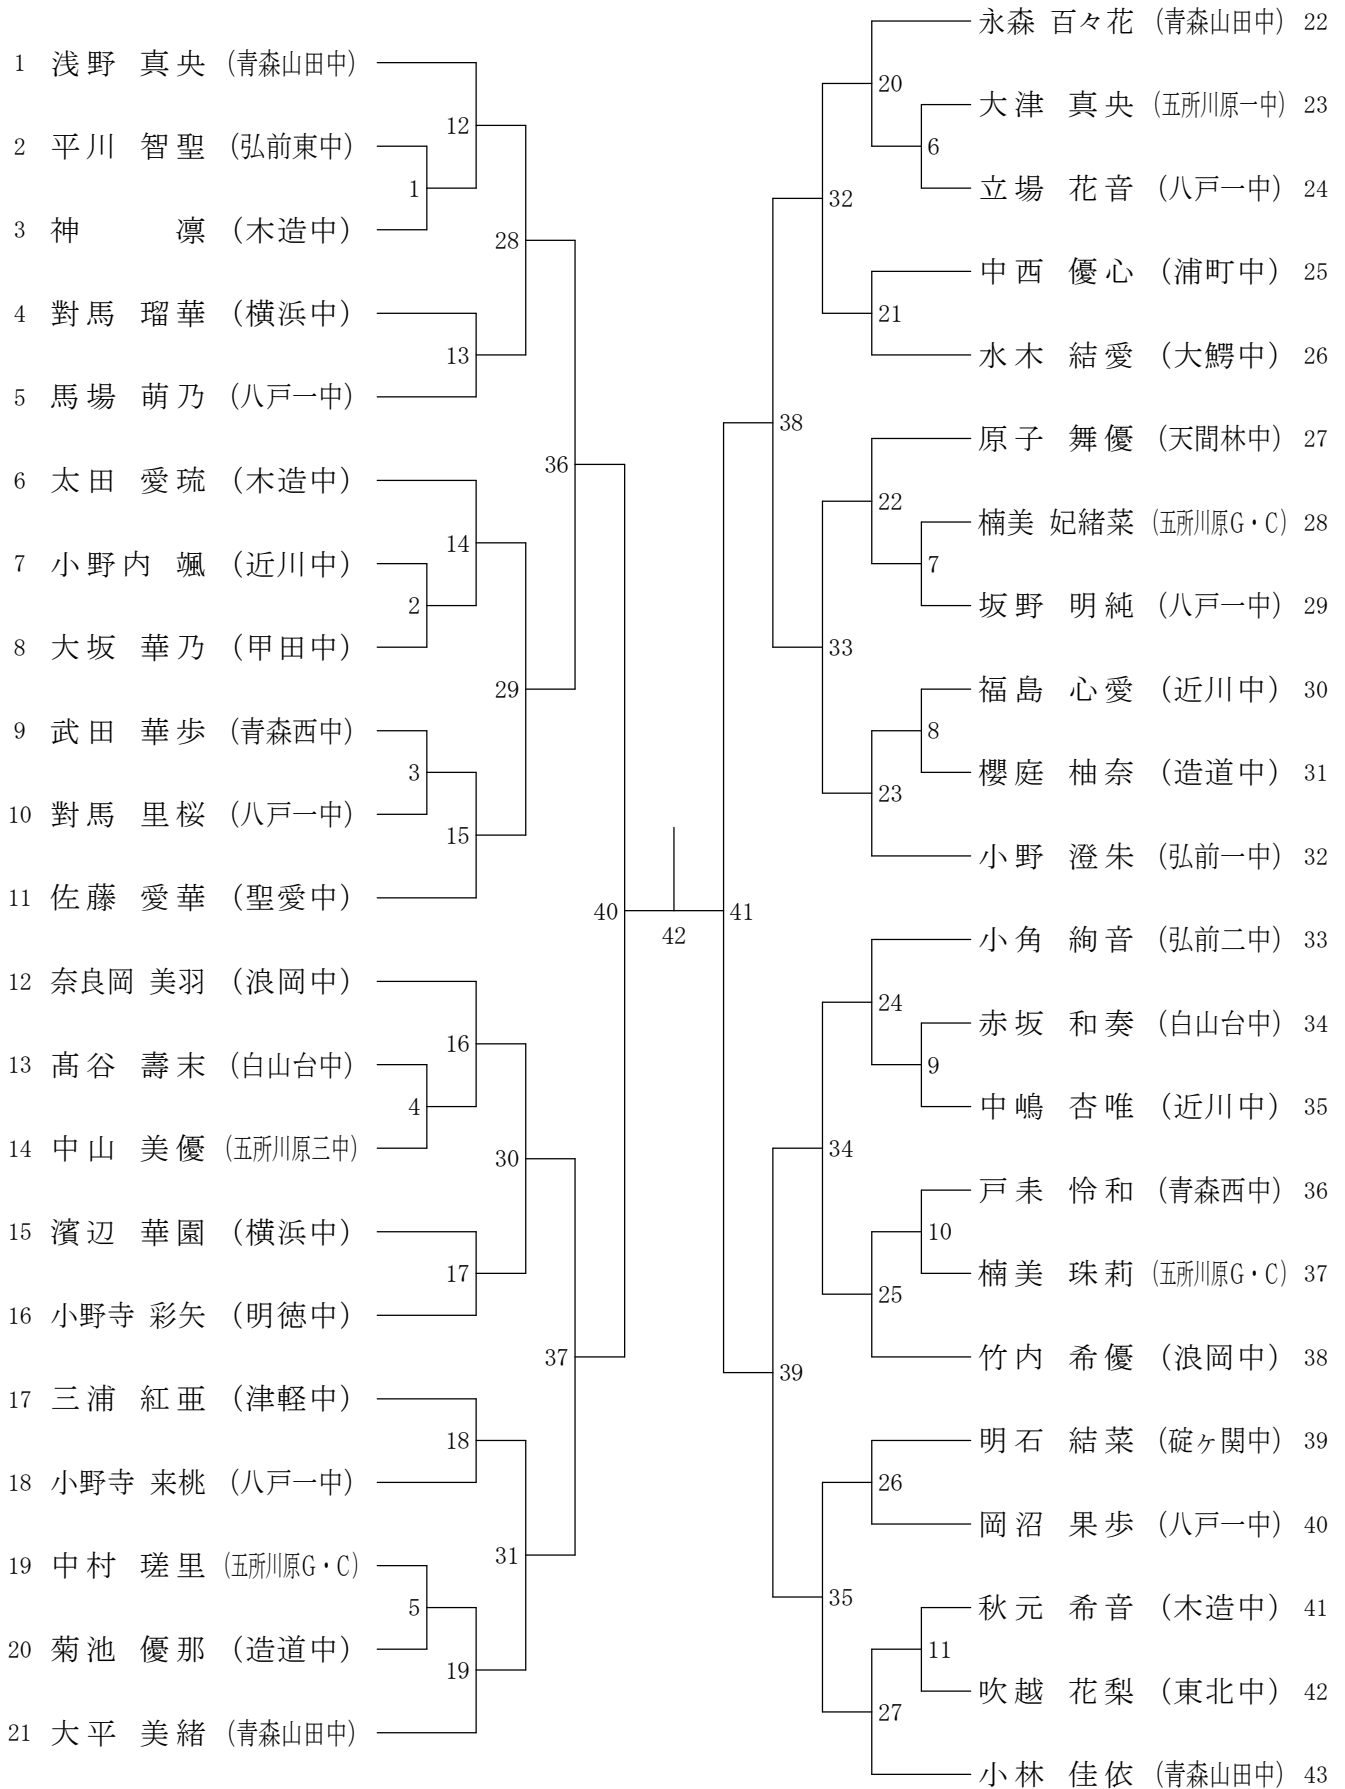 1 浅野 真央 (青森山田中)
2 平川 智聖 (弘前東中)
3 神 凛 (木造中)
4 對馬 瑠華 (横浜中)
5 馬場 萌乃 (八戸一中)
6 太田 愛琉 (木造中)
7 小野内 颯 (近川中)
8 大坂 華乃 (甲田中)
9 武田 華歩 (青森西中)
10 對馬 里桜 (八戸一中)
11 佐藤 愛華 (聖愛中)
12 奈良岡 美羽 (浪岡中)
13 髙谷 壽末 (白山台中)
14 中山 美優 (五所川原三中)
15 濱辺 華園 (横浜中)
16 小野寺 彩矢 (明徳中)
17 三浦 紅亜 (津軽中)
18 小野寺 来桃 (八戸一中)
19 中村 瑳里 (五所川原G・C)
20 菊池 優那 (造道中)
21 大平 美緒 (青森山田中)
1
2
3
4
5
12
13
14
15
16
17
18
19
28
29
30
31
36
37
40
42
41
38
39
32
33
34
35
20
21
22
23
24
25
26
27
6
7
8
9
10
11
永森 百々花 (青森山田中) 22
大津 真央 (五所川原一中) 23
立場 花音 (八戸一中) 24
中西 優心 (浦町中) 25
水木 結愛 (大鰐中) 26
原子 舞優 (天間林中) 27
楠美 妃緒菜 (五所川原G・C) 28
坂野 明純 (八戸一中) 29
福島 心愛 (近川中) 30
櫻庭 柚奈 (造道中) 31
小野 澄朱 (弘前一中) 32
小角 絢音 (弘前二中) 33
赤坂 和奏 (白山台中) 34
中嶋 杏唯 (近川中) 35
戸来 怜和 (青森西中) 36
楠美 珠莉 (五所川原G・C) 37
竹内 希優 (浪岡中) 38
明石 結菜 (碇ヶ関中) 39
岡沼 果歩 (八戸一中) 40
秋元 希音 (木造中) 41
吹越 花梨 (東北中) 42
小林 佳依 (青森山田中) 43